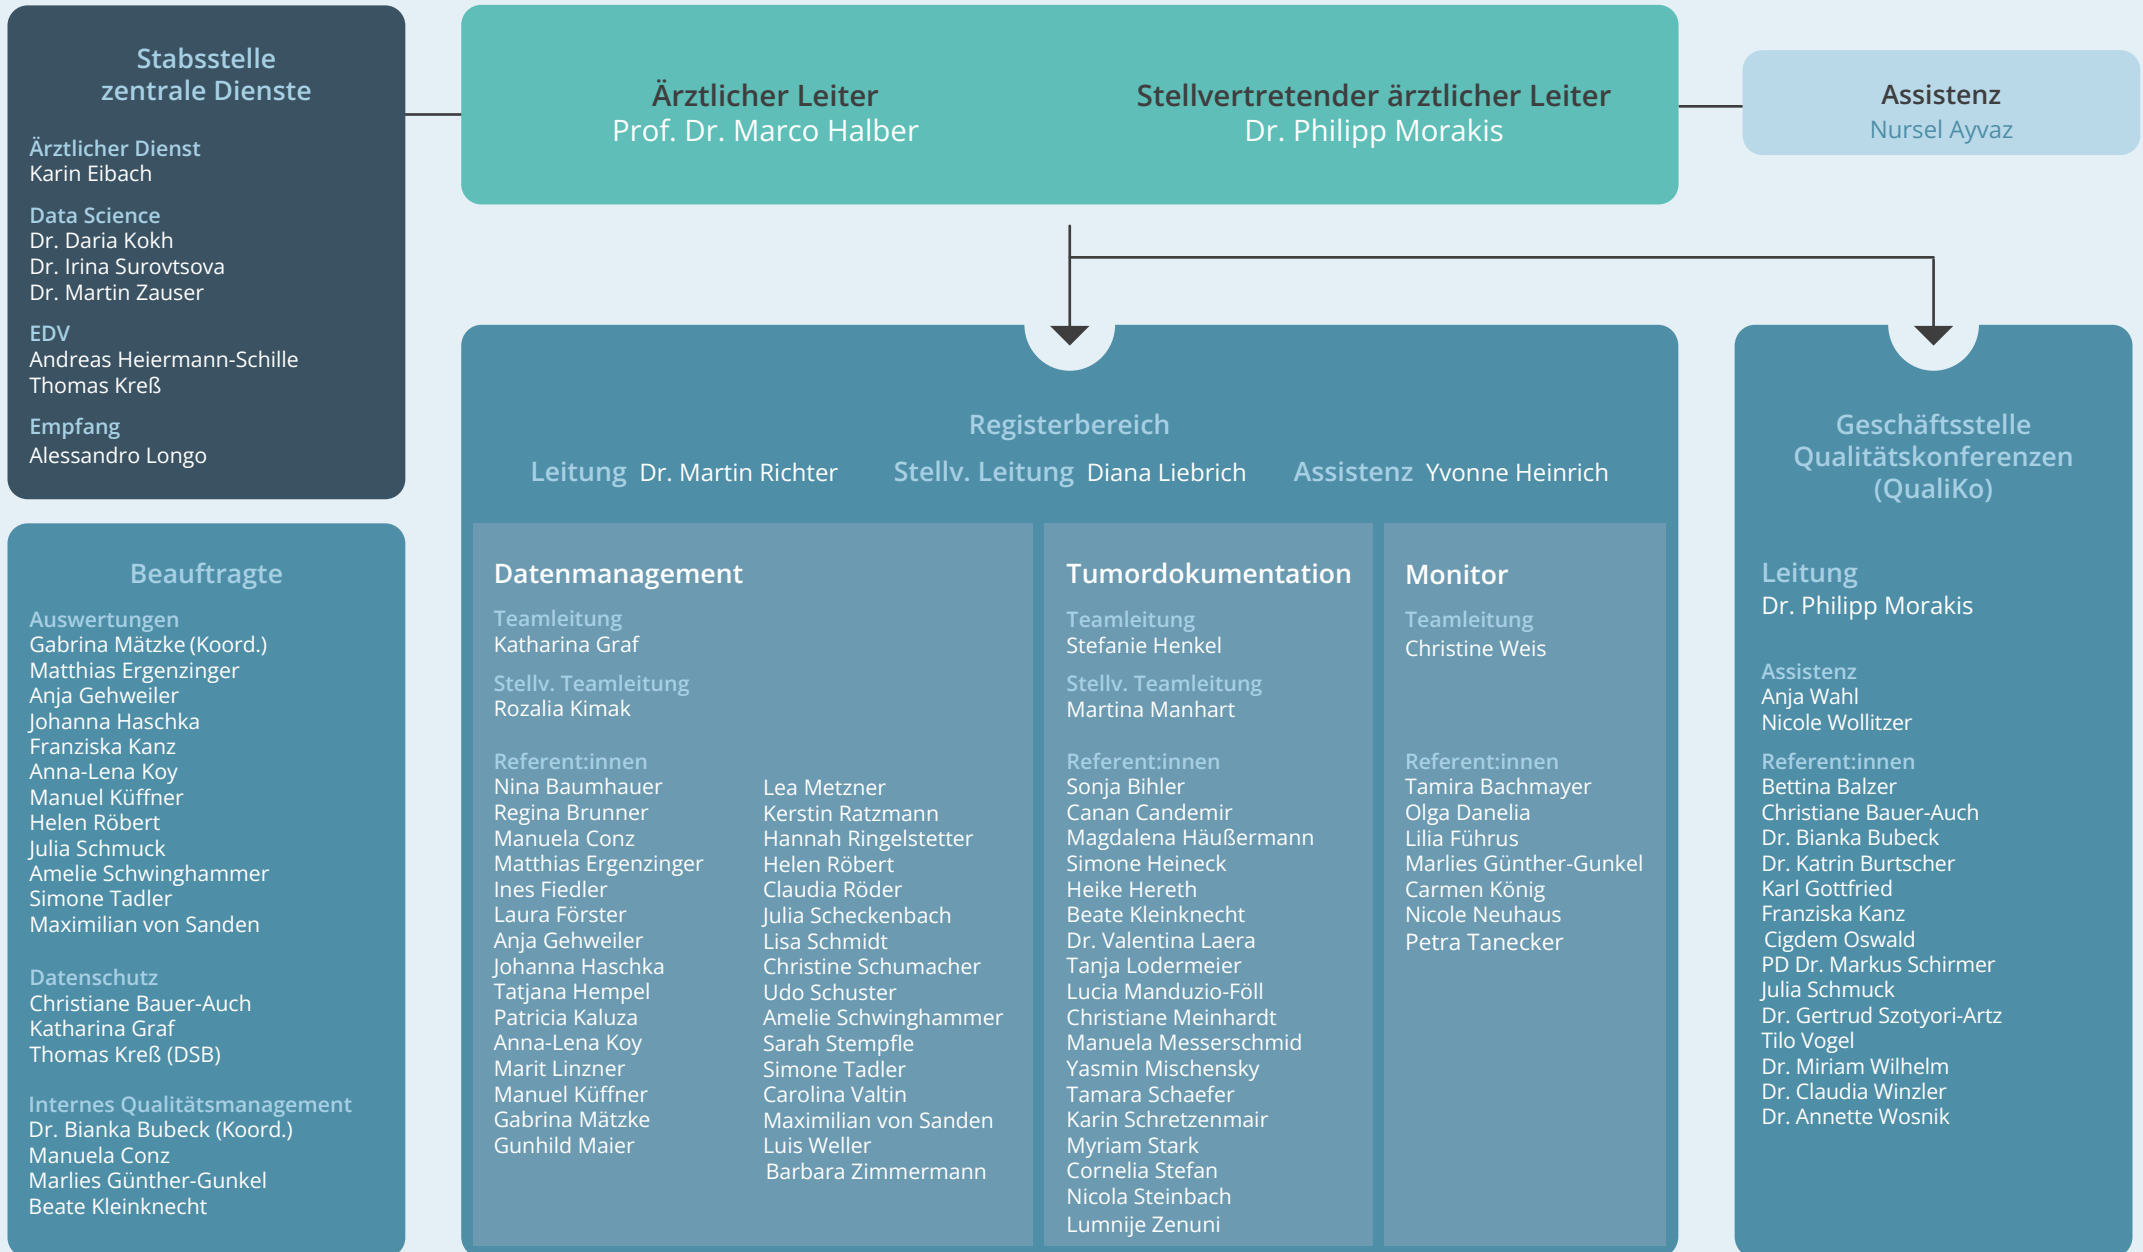 Stabsstelle
zentrale Dienste
Ärztlicher Dienst
Karin Eibach
Data Science
Dr. Daria Kokh
Dr. Irina Surovtsova
Dr. Martin Zauser
EDV
Andreas Heiermann-Schille
Thomas Kreß
Empfang
Alessandro Longo
Ärztlicher Leiter
Prof. Dr. Marco Halber
Stellvertretender ärztlicher Leiter
Dr. Philipp Morakis
Assistenz
Nursel Ayvaz
Beauftragte
Auswertungen
Gabrina Mätzke (Koord.)
Matthias Ergenzinger
Anja Gehweiler
Johanna Haschka
Franziska Kanz
Anna-Lena Koy
Manuel Küffner
Helen Röbert
Julia Schmuck
Amelie Schwinghammer
Simone Tadler
Maximilian von Sanden
Datenschutz
Christiane Bauer-Auch
Katharina Graf
Thomas Kreß (DSB)
Internes Qualitätsmanagement
Dr. Bianka Bubeck (Koord.)
Manuela Conz
Marlies Günther-Gunkel
Beate Kleinknecht
Registerbereich
Leitung Dr. Martin Richter Stellv. Leitung Diana Liebrich Assistenz Yvonne Heinrich
Datenmanagement
Teamleitung
Katharina Graf
Stellv. Teamleitung
Rozalia Kimak
Referent:innen
Nina Baumhauer
Regina Brunner
Manuela Conz
Matthias Ergenzinger
Ines Fiedler
Laura Förster
Anja Gehweiler
Johanna Haschka
Tatjana Hempel
Patricia Kaluza
Anna-Lena Koy
Marit Linzner
Manuel Küffner
Gabrina Mätzke
Gunhild Maier
Lea Metzner
Kerstin Ratzmann
Hannah Ringelstetter
Helen Röbert
Claudia Röder
Julia Scheckenbach
Lisa Schmidt
Christine Schumacher
Udo Schuster
Amelie Schwinghammer
Sarah Stempfle
Simone Tadler
Carolina Valtin
Maximilian von Sanden
Luis Weller
Barbara Zimmermann
Tumordokumentation
Teamleitung
Stefanie Henkel
Stellv. Teamleitung
Martina Manhart
Referent:innen
Sonja Bihler
Canan Candemir
Magdalena Häußermann
Simone Heineck
Heike Hereth
Beate Kleinknecht
Dr. Valentina Laera
Tanja Lodermeier
Lucia Manduzio-Föll
Christiane Meinhardt
Manuela Messerschmid
Yasmin Mischensky
Tamara Schaefer
Karin Schretzenmair
Myriam Stark
Cornelia Stefan
Nicola Steinbach
Lumnije Zenuni
Monitor
Teamleitung
Christine Weis
Referent:innen
Tamira Bachmayer
Olga Danelia
Lilia Führus
Marlies Günther-Gunkel
Carmen König
Nicole Neuhaus
Petra Tanecker
Geschäftsstelle
Qualitätskonferenzen
(QualiKo)
Leitung
Dr. Philipp Morakis
Assistenz
Anja Wahl
Nicole Wollitzer
Referent:innen
Bettina Balzer
Christiane Bauer-Auch
Dr. Bianka Bubeck
Dr. Katrin Burtscher
Karl Gottfried
Franziska Kanz
Cigdem Oswald
PD Dr. Markus Schirmer
Julia Schmuck
Dr. Gertrud Szotyori-Artz
Tilo Vogel
Dr. Miriam Wilhelm
Dr. Claudia Winzler
Dr. Annette Wosnik